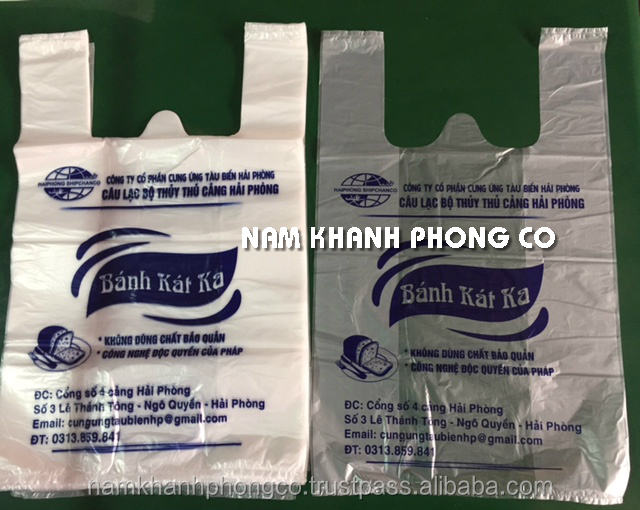 HAIPHONG SHIPCHANCO
CÔNG TY CỔ PHẦN CUNG ỨNG TÀU BIỂN HẢI PHÒNG
CÂU LẠC BỘ THỦY THỦ CẢNG HẢI PHÒNG
Bánh Kát Ka
* KHÔNG DÙNG CHẤT BẢO QUẢN
* CÔNG NGHỆ ĐỘC QUYỀN CỦA PHÁP
ĐC: Cổng số 4 cảng Hải Phòng
Số 3 Lê Thánh Tông - Ngô Quyền - Hải Phòng
Email: cungungtaubienhp@gmail.com
ĐT: 0313.859.841
HAIPHONG SHIPCHANCO
CÔNG TY CỔ PHẦN CUNG ỨNG TÀU BIỂN HẢI PHÒNG
CÂU LẠC BỘ THỦY THỦ CẢNG HẢI PHÒNG
Bánh Kát Ka
* KHÔNG DÙNG CHẤT BẢO QUẢN
* CÔNG NGHỆ ĐỘC QUYỀN CỦA PHÁP
ĐC: Cổng số 4 cảng Hải Phòng
Số 3 Lê Thánh Tông - Ngô Quyền - Hải Phòng
Email: cungungtaubienhp@gmail.com
ĐT: 0313.859.841
NAM KHANH PHONG CO
namkhanhphongco.trustpass.alibaba.com